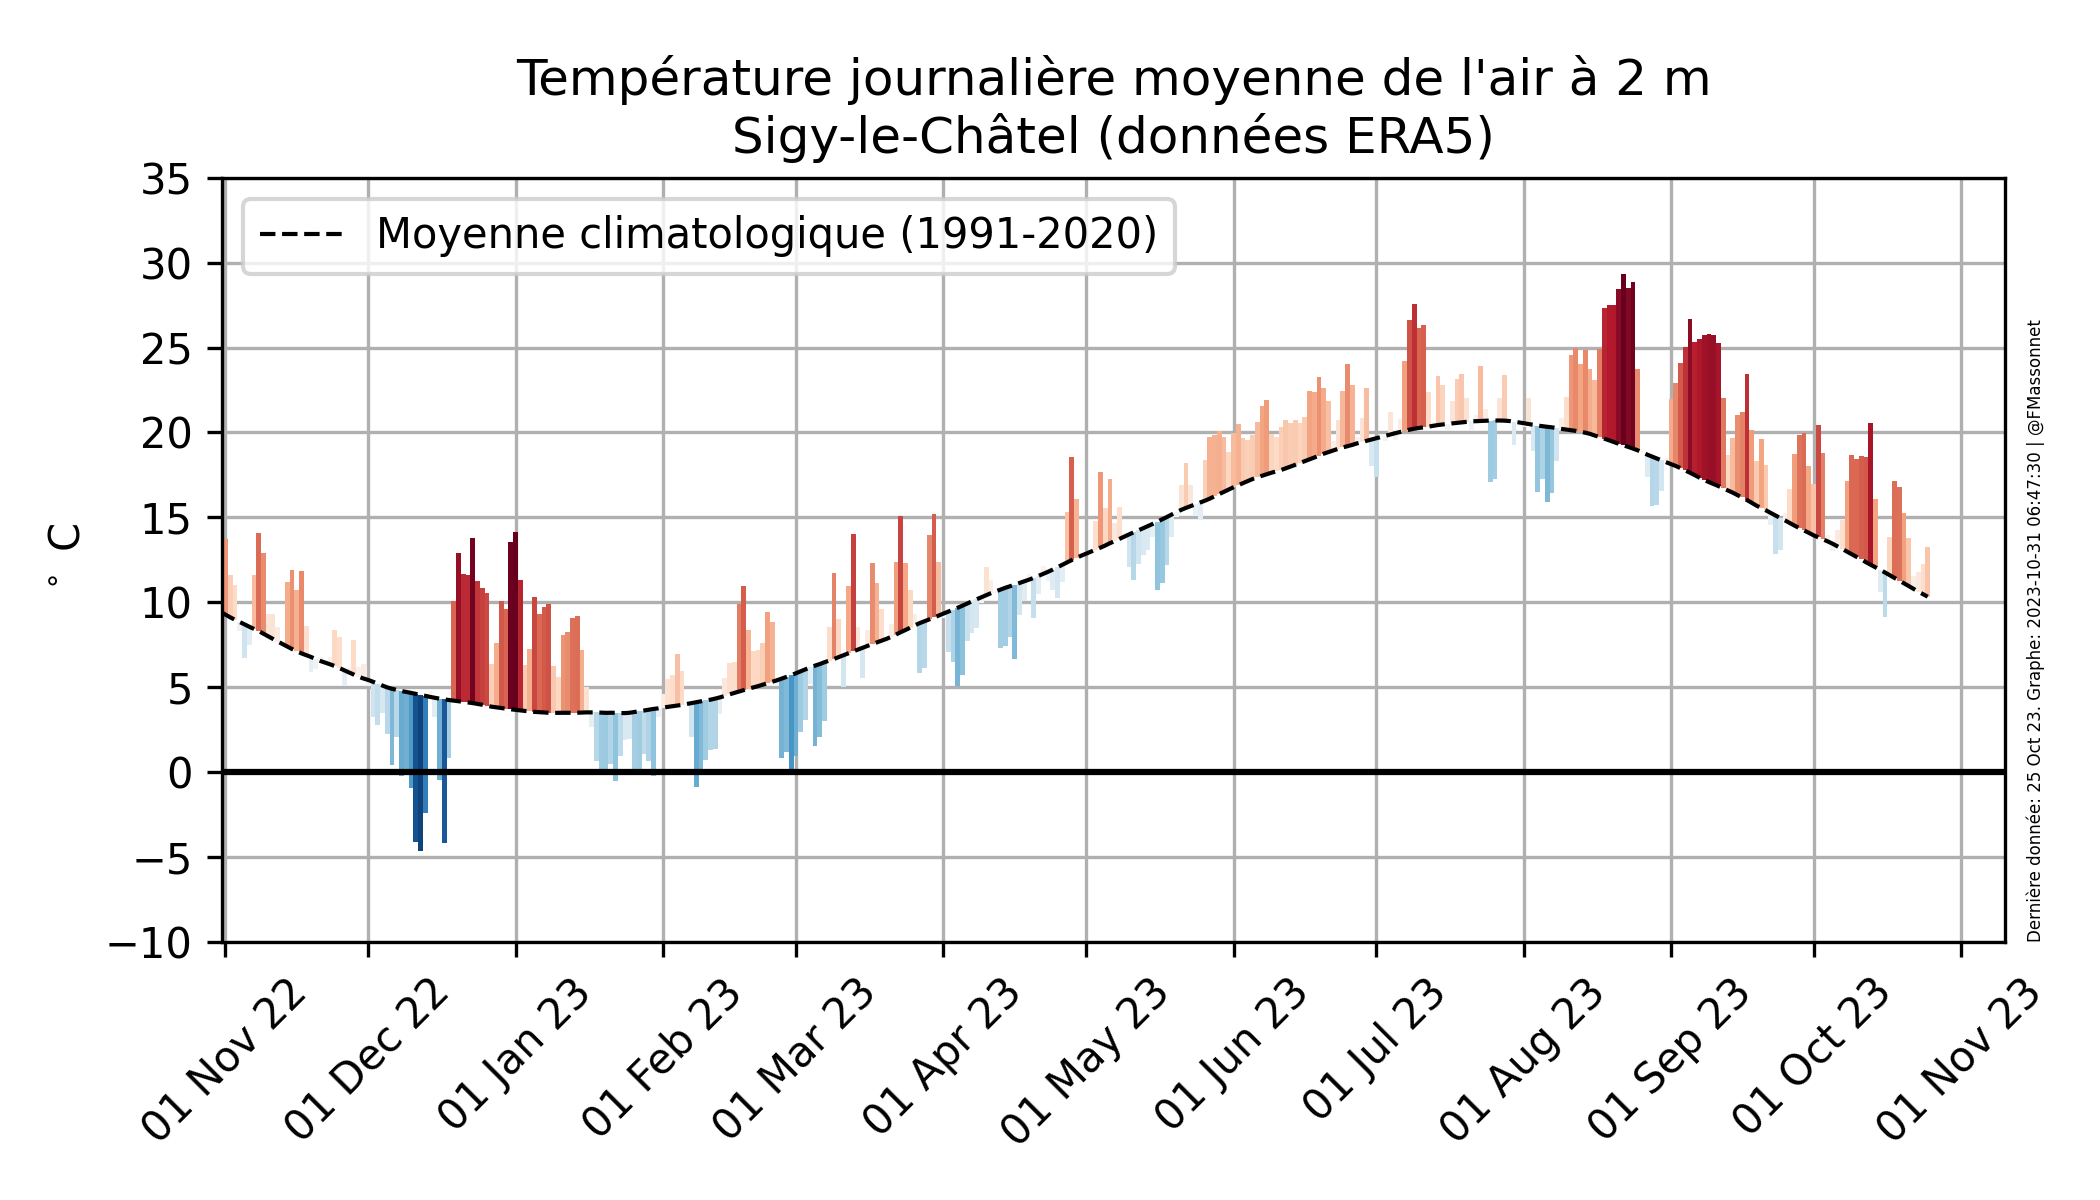 Température journalière moyenne de l'air à 2 m
Sigy-le-Châtel (données ERA5)
35
30
25
20
15
10
5
0
−5
−10
° C
Moyenne climatologique (1991-2020)
01 Nov 22
01 Dec 22
01 Jan 23
01 Feb 23
01 Mar 23
01 Apr 23
01 May 23
01 Jun 23
01 Jul 23
01 Aug 23
01 Sep 23
01 Oct 23
01 Nov 23
Dernière donnée: 25 Oct 23. Graphe: 2023-10-31 06:47:30 | @FMassonnet